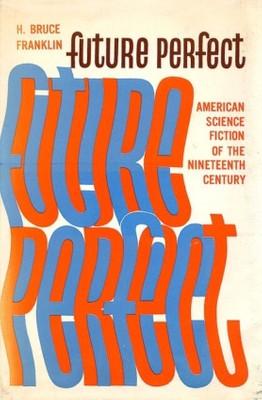 H. BRUCE
FRANKLIN
future perfect
AMERICAN
SCIENCE
FICTION
OF THE
NINETEENTH
CENTURY
FUTURE
PERFECT